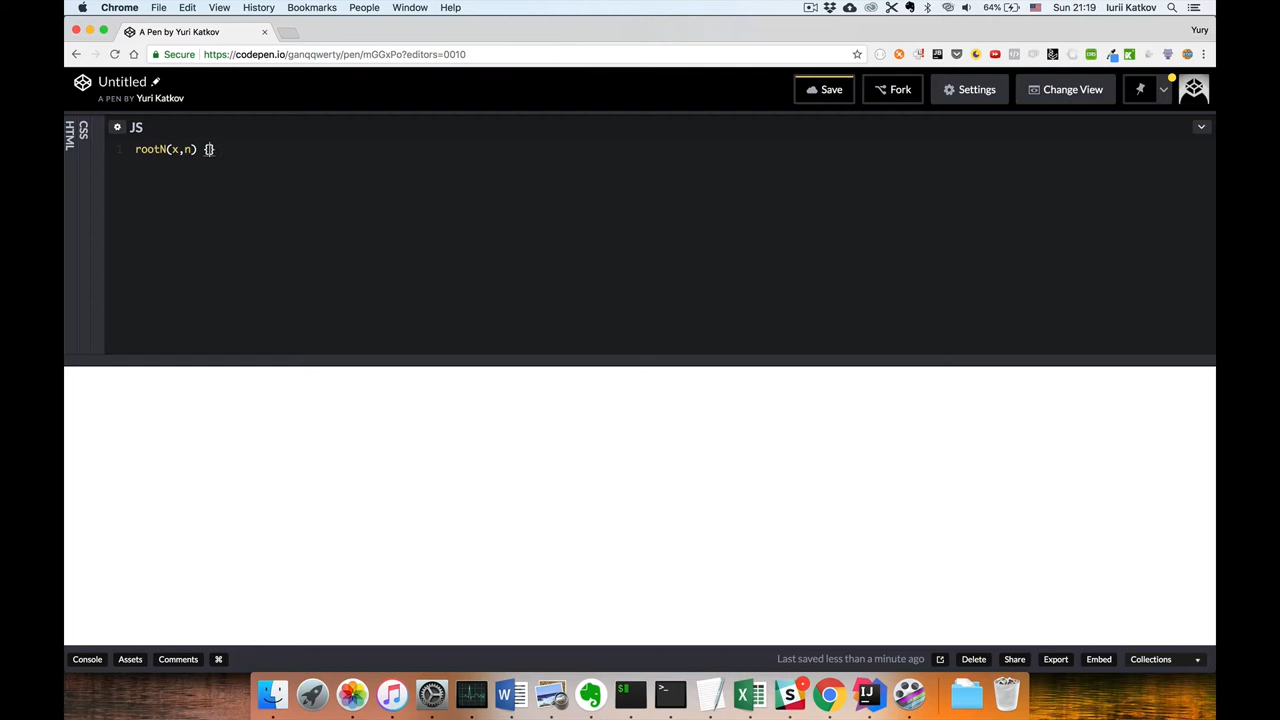 Chrome File Edit View History Bookmarks People Window Help 64% Sun 21:19 Iurii Katkov
A Pen by Yuri Katkov Yury
Secure https://codepen.io/ganqqwerty/pen/mGGxPo?editors=0010
Untitled
A PEN BY Yuri Katkov
Save Fork Settings Change View
HTML
CSS
JS
1 rootN(x,n) {}
Console Assets Comments ⌘ Last saved less than a minute ago Delete Share Export Embed Collections